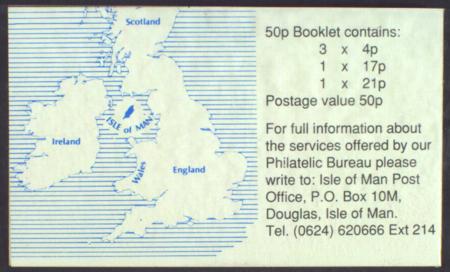 Scotland
ISLE OF MAN
Ireland
Wales
England
50p Booklet contains:
3 x 4p
1 x 17p
1 x 21p
Postage value 50p
For full information about
the services offered by our
Philatelic Bureau please
write to: Isle of Man Post
Office, P.O. Box 10M,
Douglas, Isle of Man.
Tel. (0624) 620666 Ext 214